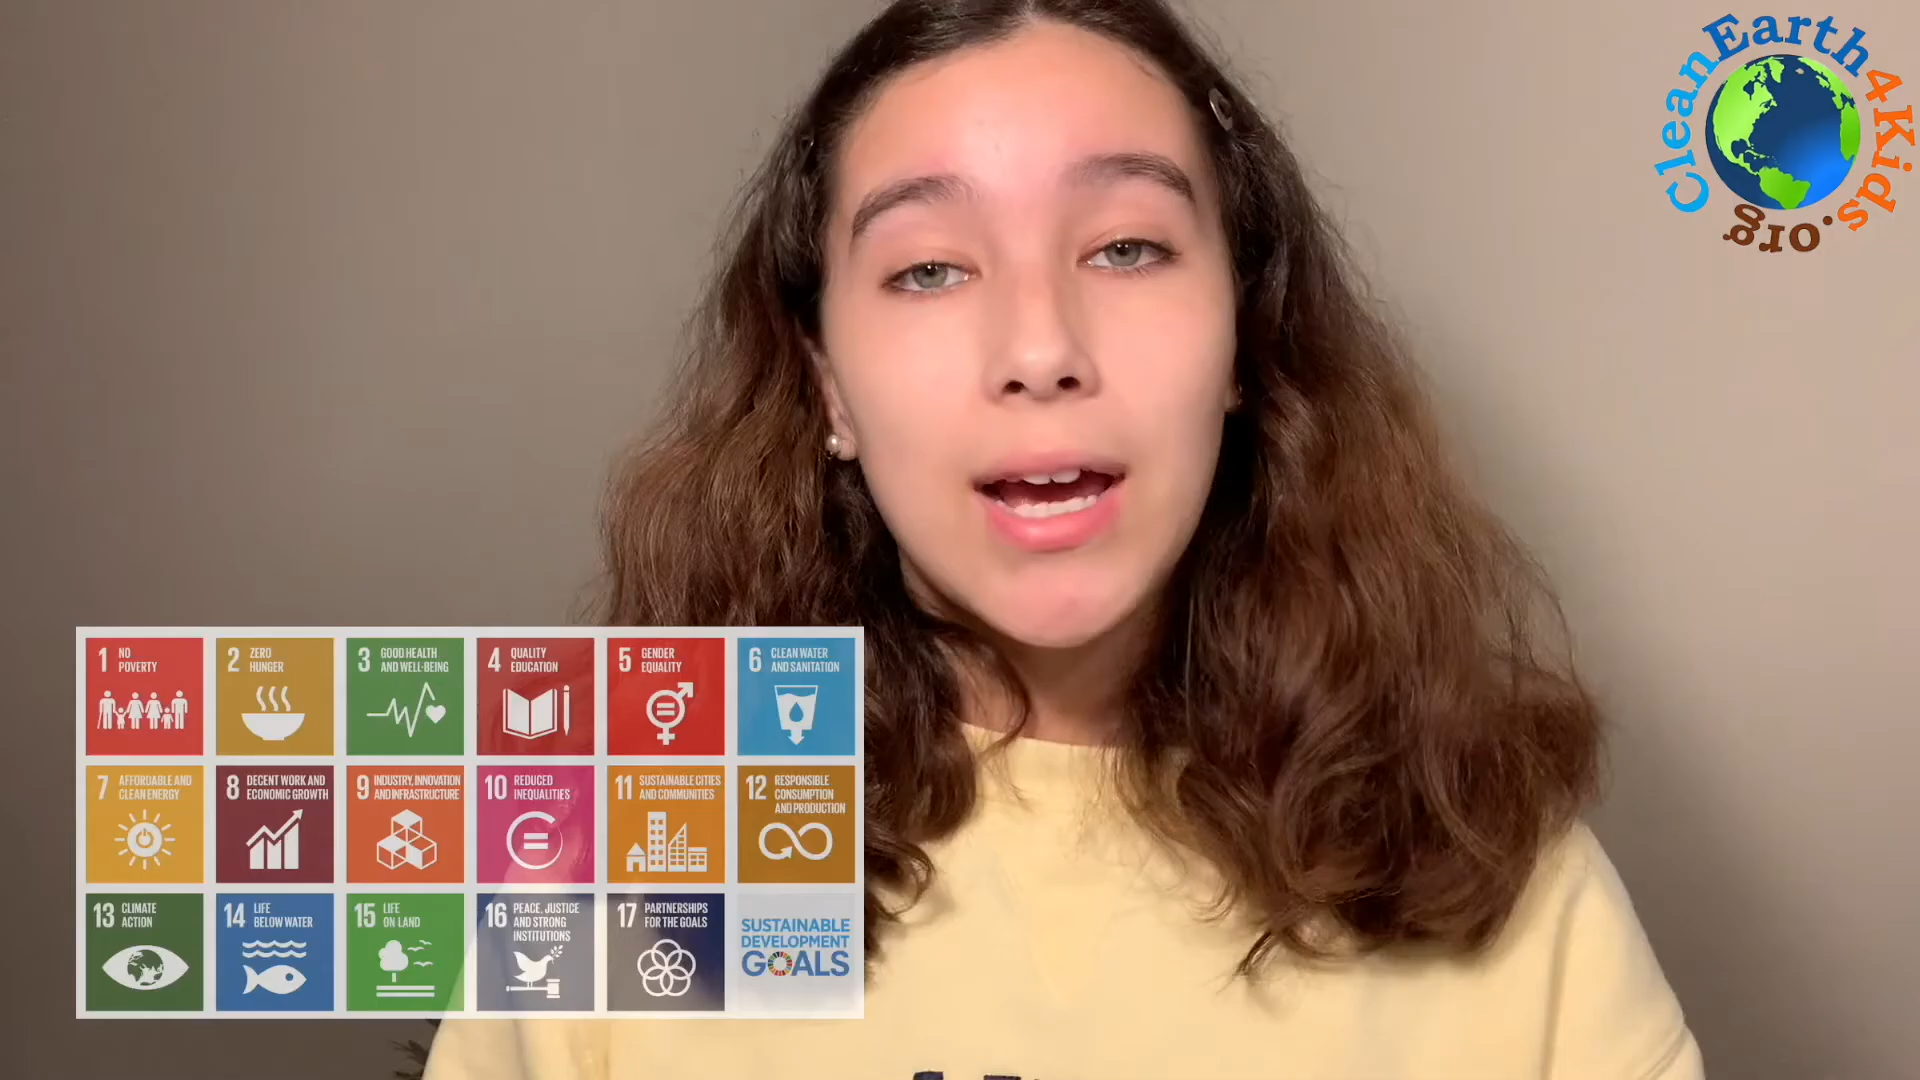 CleanEarth4Kids.org
1 NO POVERTY
2 ZERO HUNGER
3 GOOD HEALTH AND WELL-BEING
4 QUALITY EDUCATION
5 GENDER EQUALITY
6 CLEAN WATER AND SANITATION
7 AFFORDABLE AND CLEAN ENERGY
8 DECENT WORK AND ECONOMIC GROWTH
9 INDUSTRY, INNOVATION AND INFRASTRUCTURE
10 REDUCED INEQUALITIES
11 SUSTAINABLE CITIES AND COMMUNITIES
12 RESPONSIBLE CONSUMPTION AND PRODUCTION
13 CLIMATE ACTION
14 LIFE BELOW WATER
15 LIFE ON LAND
16 PEACE, JUSTICE AND STRONG INSTITUTIONS
17 PARTNERSHIPS FOR THE GOALS
SUSTAINABLE
DEVELOPMENT
GOALS